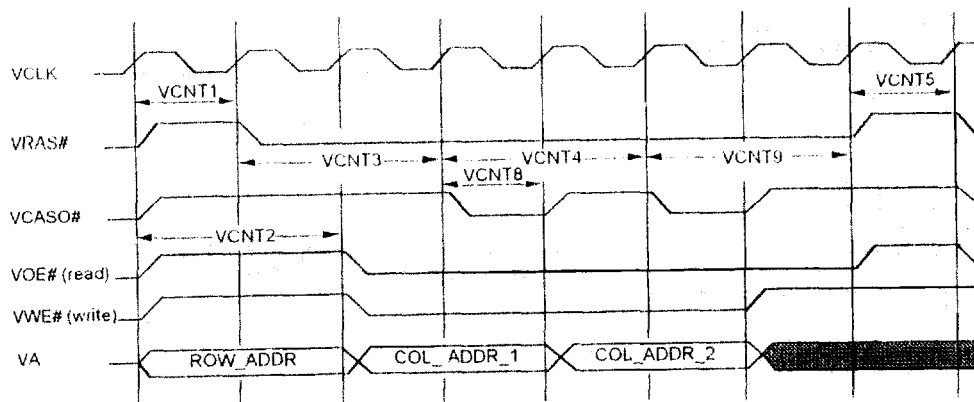 VCLK
VCNT1
VCNT5
VRAS#
VCNT3
VCNT4
VCNT9
VCNT8
VCASO#
VCNT2
VOE# (read)
VWE# (write)
VA
ROW_ADDR
COL_ADDR_1
COL_ADDR_2